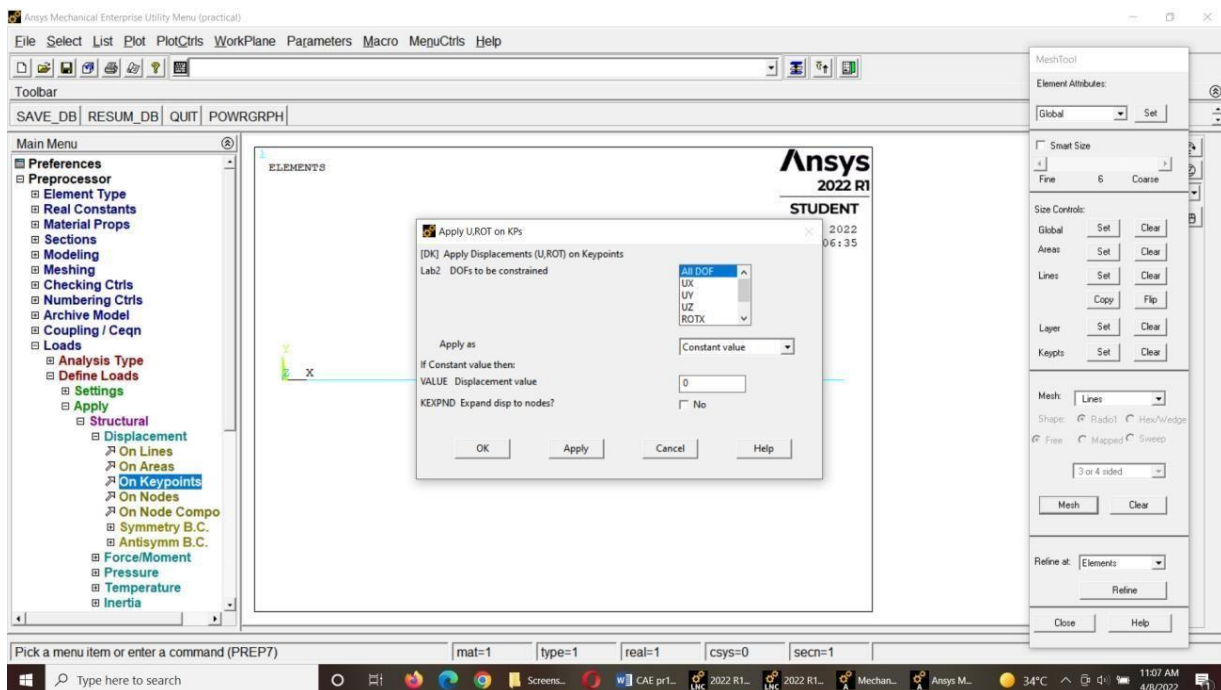 Ansys Mechanical Enterprise Utility Menu (practical)
File Select List Plot PlotCtrls WorkPlane Parameters Macro MenuCtrls Help
Toolbar
SAVE_DB RESUM_DB QUIT POWRGRPH
Main Menu
Preferences
Preprocessor
Element Type
Real Constants
Material Props
Sections
Modeling
Meshing
Checking Ctrls
Numbering Ctrls
Archive Model
Coupling / Ceqn
Loads
Analysis Type
Define Loads
Settings
Apply
Structural
Displacement
On Lines
On Areas
On Keypoints
On Nodes
On Node Compo
Symmetry B.C.
Antisymm B.C.
Force/Moment
Pressure
Temperature
Inertia
1
ELEMENTS
Ansys
2022 R1
STUDENT
2022
06:35
Y
Z X
Apply U,ROT on KPs
[DK] Apply Displacements (U,ROT) on Keypoints
Lab2 DOFs to be constrained
All DOF
UX
UY
UZ
ROTX
Apply as
Constant value
If Constant value then:
VALUE Displacement value
0
KEXPND Expand disp to nodes?
No
OK Apply Cancel Help
MeshTool
Element Attributes:
Global Set
Smart Size
Fine 6 Coarse
Size Controls:
Global Set Clear
Areas Set Clear
Lines Set Clear
Copy Flip
Layer Set Clear
Keypts Set Clear
Mesh: Lines
Shape: Radio1 Hex/Wedge
Free Mapped Sweep
3 or 4 sided
Mesh Clear
Refine at: Elements
Refine
Close Help
Pick a menu item or enter a command (PREP7)
mat=1 type=1 real=1 csys=0 secn=1
Type here to search
Screens... CAE pr1... 2022 R1... 2022 R1... Mechan... Ansys M...
34°C
11:07 AM
4/8/2022